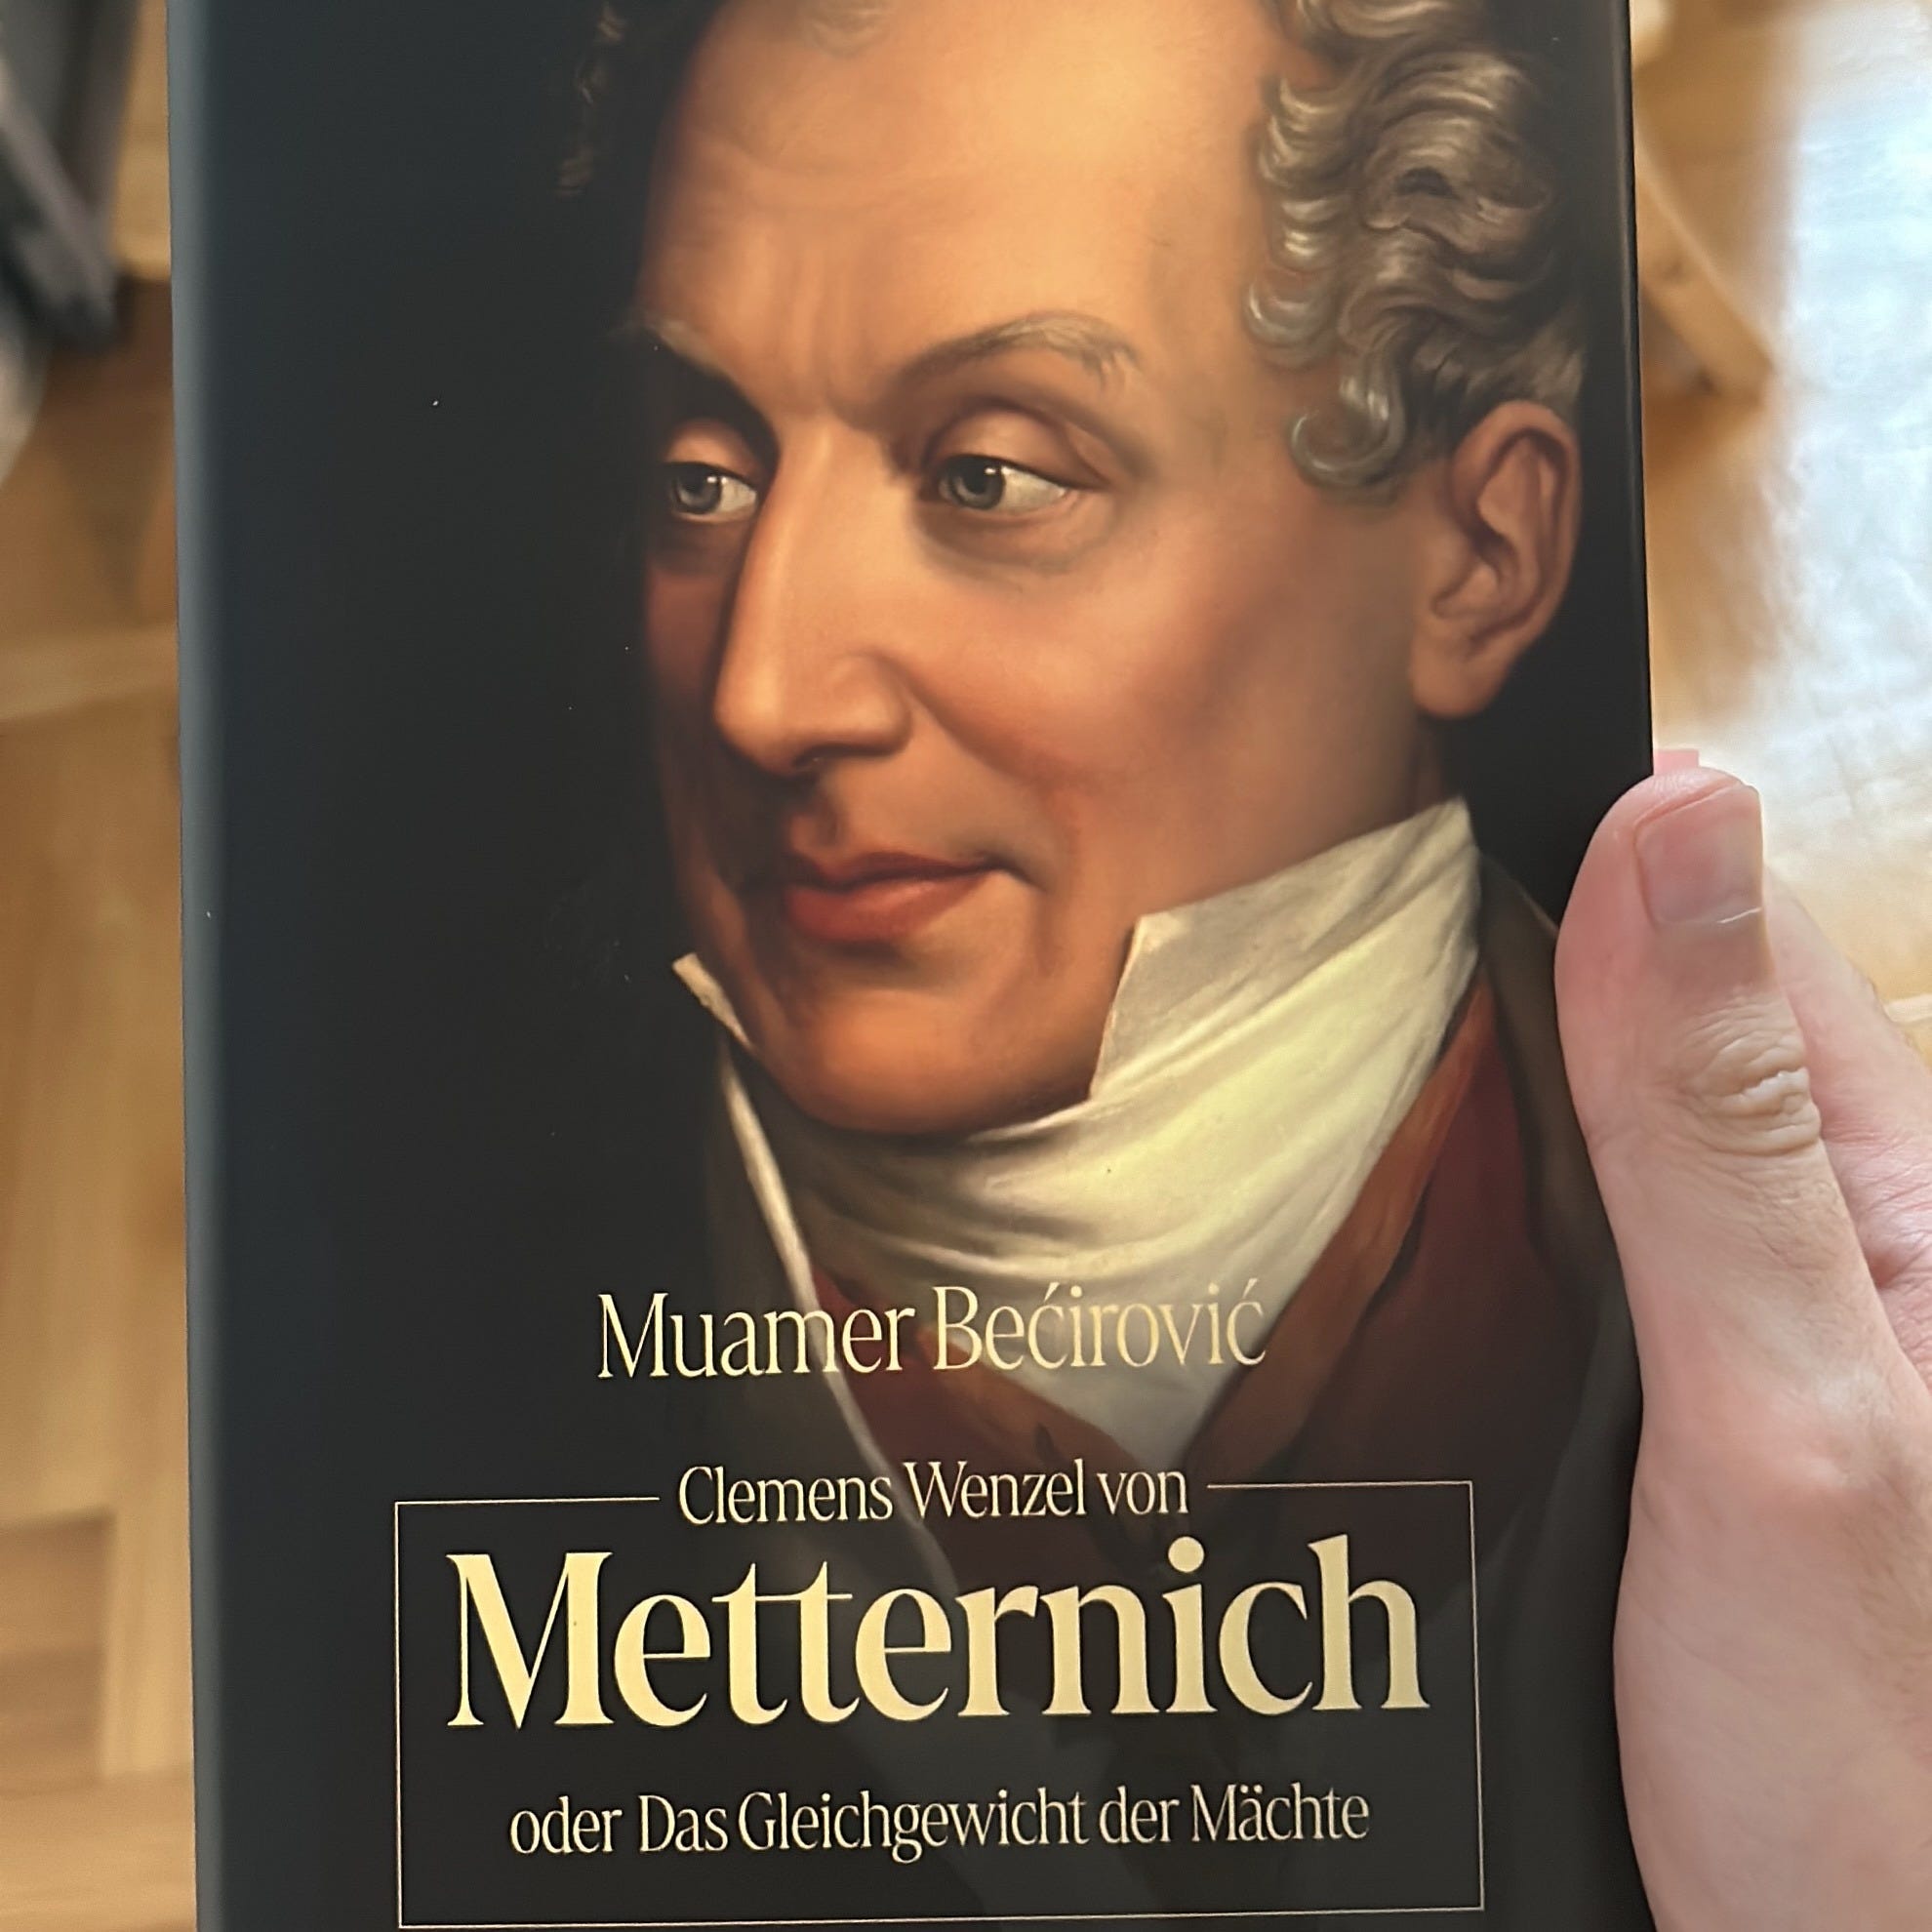 Muamer Bećirović
Clemens Wenzel von
Metternich
oder Das Gleichgewicht der Mächte